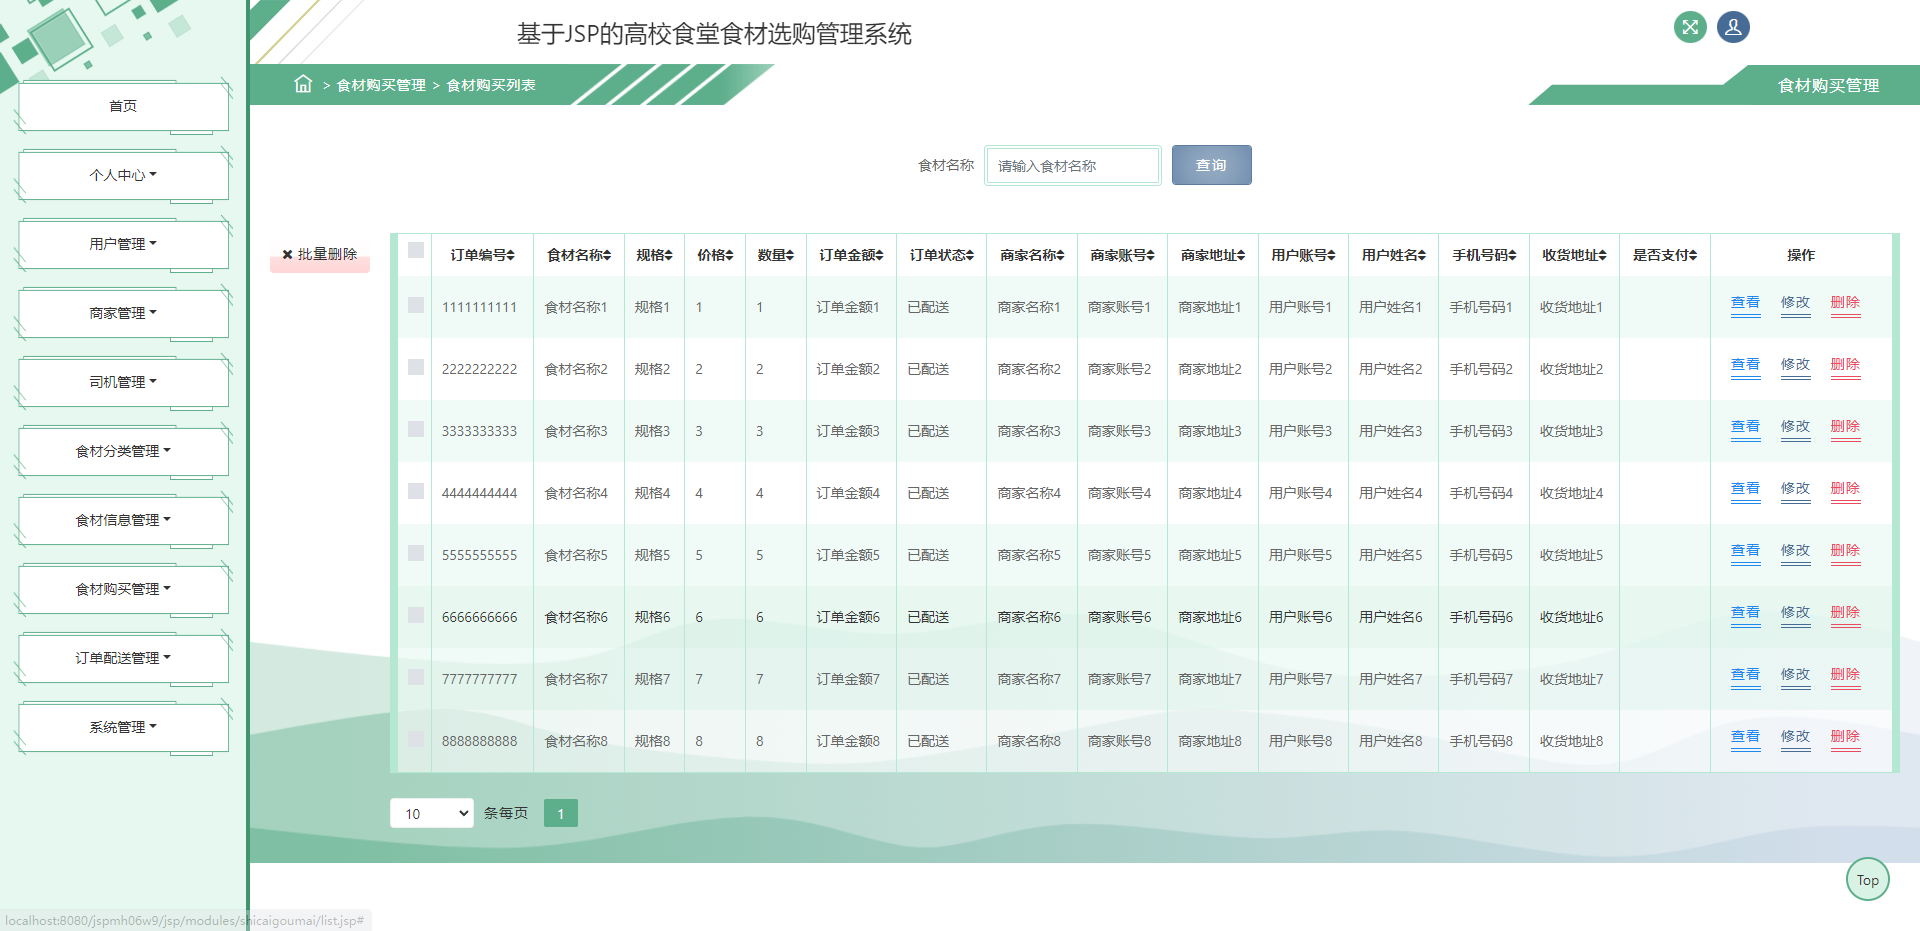 基于JSP的高校食堂食材选购管理系统
> 食材购买管理 > 食材购买列表
食材购买管理
首页
个人中心
用户管理
商家管理
司机管理
食材分类管理
食材信息管理
食材购买管理
订单配送管理
系统管理
食材名称 请输入食材名称 查询
✖ 批量删除
订单编号 食材名称 规格 价格 数量 订单金额 订单状态 商家名称 商家账号 商家地址 用户账号 用户姓名 手机号码 收货地址 是否支付 操作
1111111111 食材名称1 规格1 1 1 订单金额1 已配送 商家名称1 商家账号1 商家地址1 用户账号1 用户姓名1 手机号码1 收货地址1 查看 修改 删除
2222222222 食材名称2 规格2 2 2 订单金额2 已配送 商家名称2 商家账号2 商家地址2 用户账号2 用户姓名2 手机号码2 收货地址2 查看 修改 删除
3333333333 食材名称3 规格3 3 3 订单金额3 已配送 商家名称3 商家账号3 商家地址3 用户账号3 用户姓名3 手机号码3 收货地址3 查看 修改 删除
4444444444 食材名称4 规格4 4 4 订单金额4 已配送 商家名称4 商家账号4 商家地址4 用户账号4 用户姓名4 手机号码4 收货地址4 查看 修改 删除
5555555555 食材名称5 规格5 5 5 订单金额5 已配送 商家名称5 商家账号5 商家地址5 用户账号5 用户姓名5 手机号码5 收货地址5 查看 修改 删除
6666666666 食材名称6 规格6 6 6 订单金额6 已配送 商家名称6 商家账号6 商家地址6 用户账号6 用户姓名6 手机号码6 收货地址6 查看 修改 删除
7777777777 食材名称7 规格7 7 7 订单金额7 已配送 商家名称7 商家账号7 商家地址7 用户账号7 用户姓名7 手机号码7 收货地址7 查看 修改 删除
8888888888 食材名称8 规格8 8 8 订单金额8 已配送 商家名称8 商家账号8 商家地址8 用户账号8 用户姓名8 手机号码8 收货地址8 查看 修改 删除
10 条每页 1
Top
localhost:8080/jspmh06w9/jsp/modules/shicaigoumai/list.jsp#